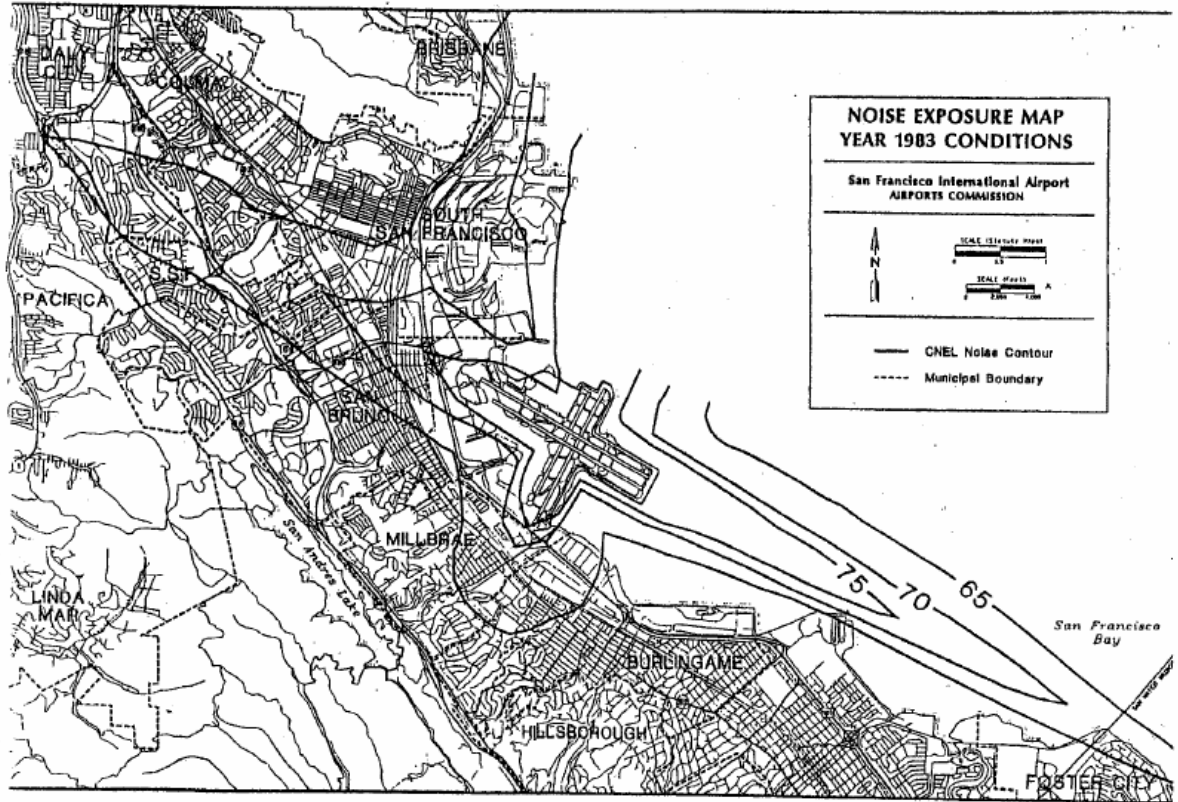 DALY
CITY
COLMA
BRISBANE
SOUTH
SAN FRANCISCO
S.S.F.
PACIFICA
SAN
BRUNO
MILLBRAE
San Andres Lake
LINDA
MAR
BURLINGAME
HILLSBOROUGH
FOSTER CITY
75
70
65
San Francisco
Bay
NOISE EXPOSURE MAP
YEAR 1983 CONDITIONS
San Francisco International Airport
AIRPORTS COMMISSION
N
CNEL Noise Contour
Municipal Boundary